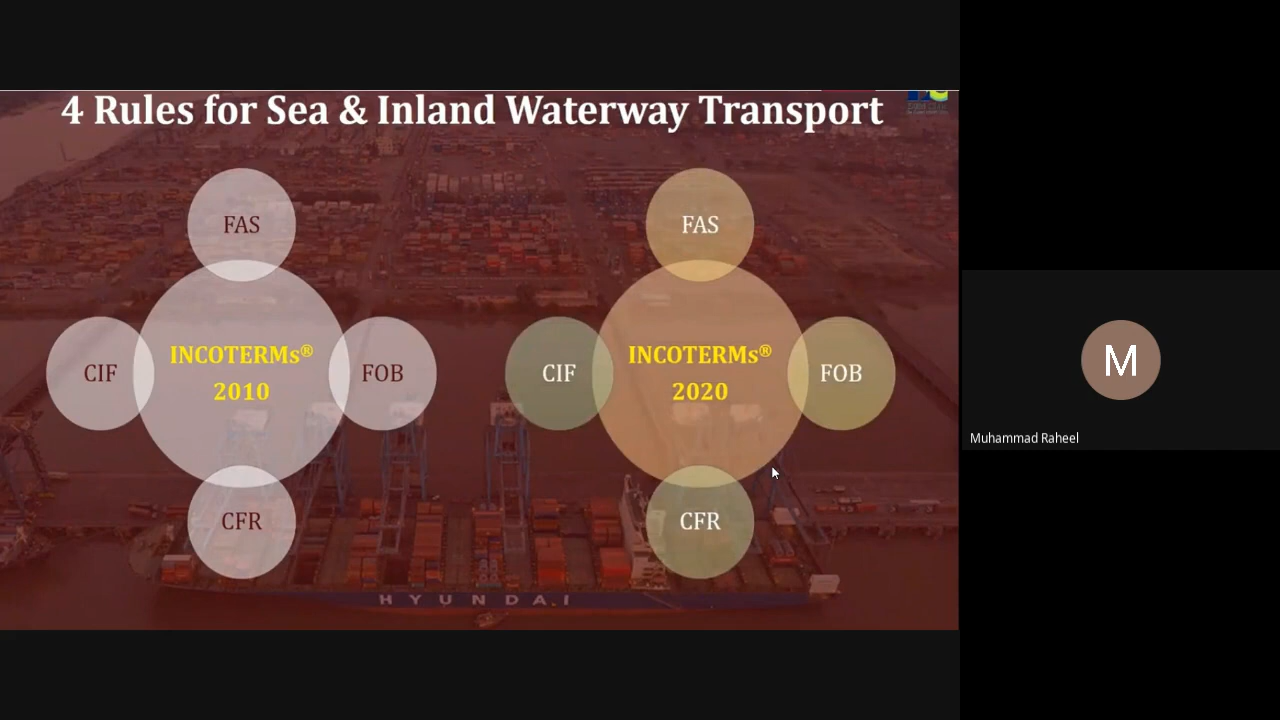 4 Rules for Sea & Inland Waterway Transport
FAS
CIF
INCOTERMs®
2010
FOB
CFR
FAS
CIF
INCOTERMs®
2020
FOB
CFR
HYUNDAI
M
Muhammad Raheel